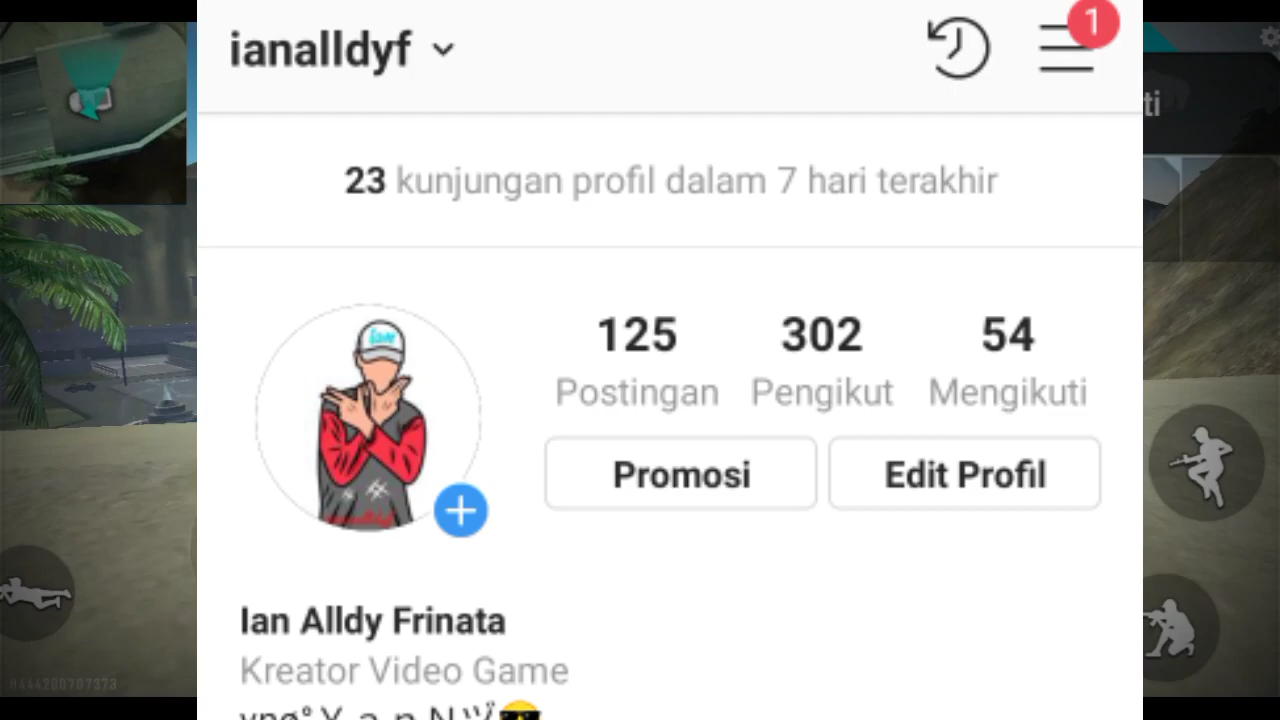 ianalldyf
1
23 kunjungan profil dalam 7 hari terakhir
125 302 54
Postingan Pengikut Mengikuti
Promosi Edit Profil
Ian Alldy Frinata
Kreator Video Game
ti